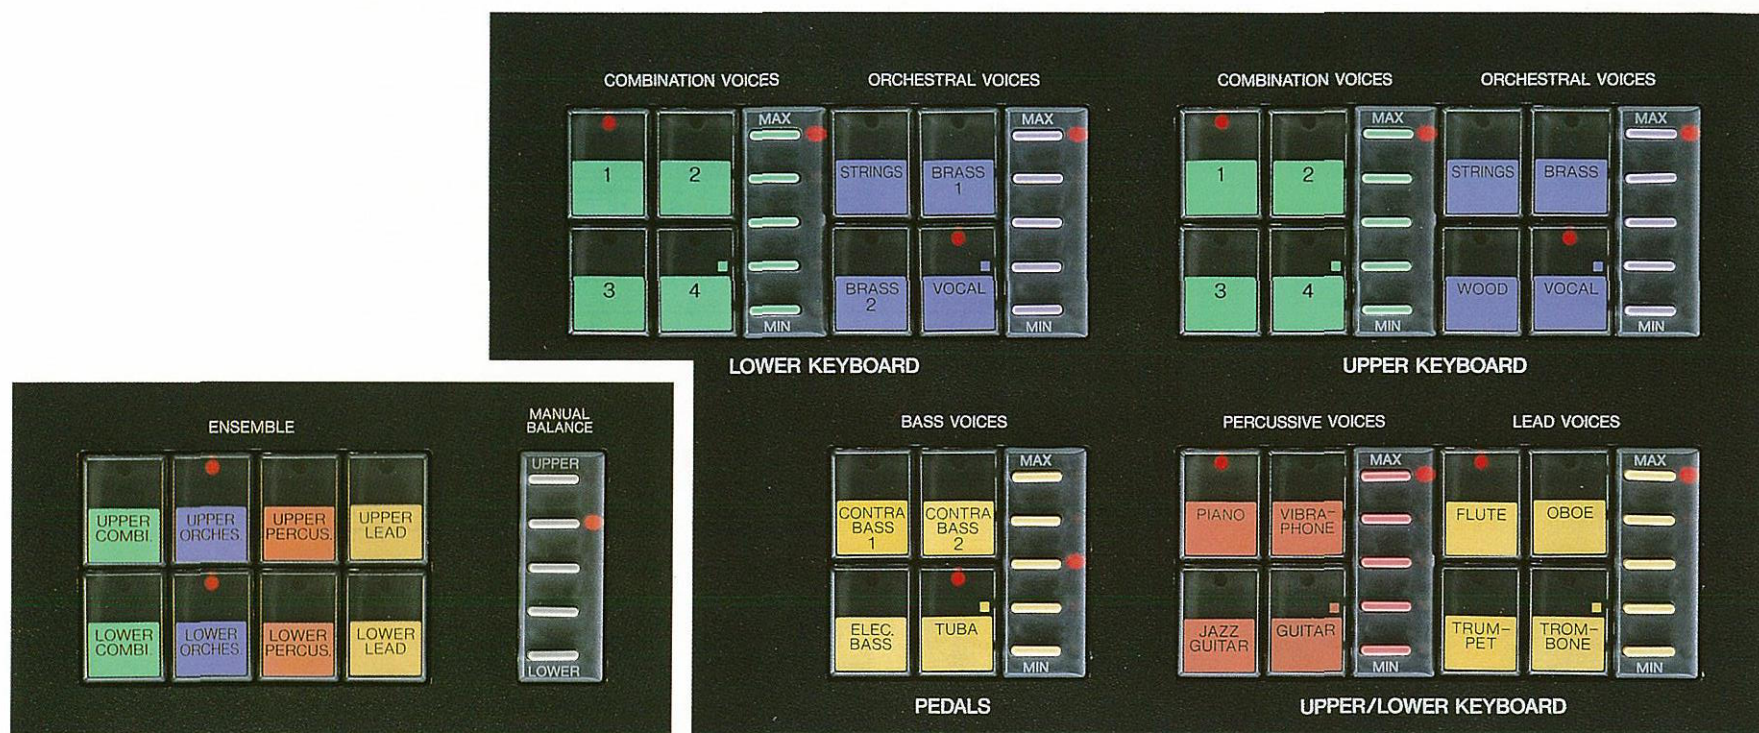 COMBINATION VOICES
ORCHESTRAL VOICES
MAX
MAX
1
2
STRINGS
BRASS
1
3
4
BRASS
2
VOCAL
MIN
MIN
LOWER KEYBOARD
COMBINATION VOICES
ORCHESTRAL VOICES
MAX
MAX
1
2
STRINGS
BRASS
3
4
WOOD
VOCAL
MIN
MIN
UPPER KEYBOARD
ENSEMBLE
MANUAL
BALANCE
UPPER
UPPER
COMBI.
UPPER
ORCHES.
UPPER
PERCUS.
UPPER
LEAD
LOWER
COMBI.
LOWER
ORCHES.
LOWER
PERCUS.
LOWER
LEAD
LOWER
BASS VOICES
MAX
CONTRA
BASS
1
CONTRA
BASS
2
ELEC.
BASS
TUBA
MIN
PEDALS
PERCUSSIVE VOICES
LEAD VOICES
MAX
MAX
PIANO
VIBRA-
PHONE
FLUTE
OBOE
JAZZ
GUITAR
GUITAR
TRUM-
PET
TROM-
BONE
MIN
MIN
UPPER/LOWER KEYBOARD